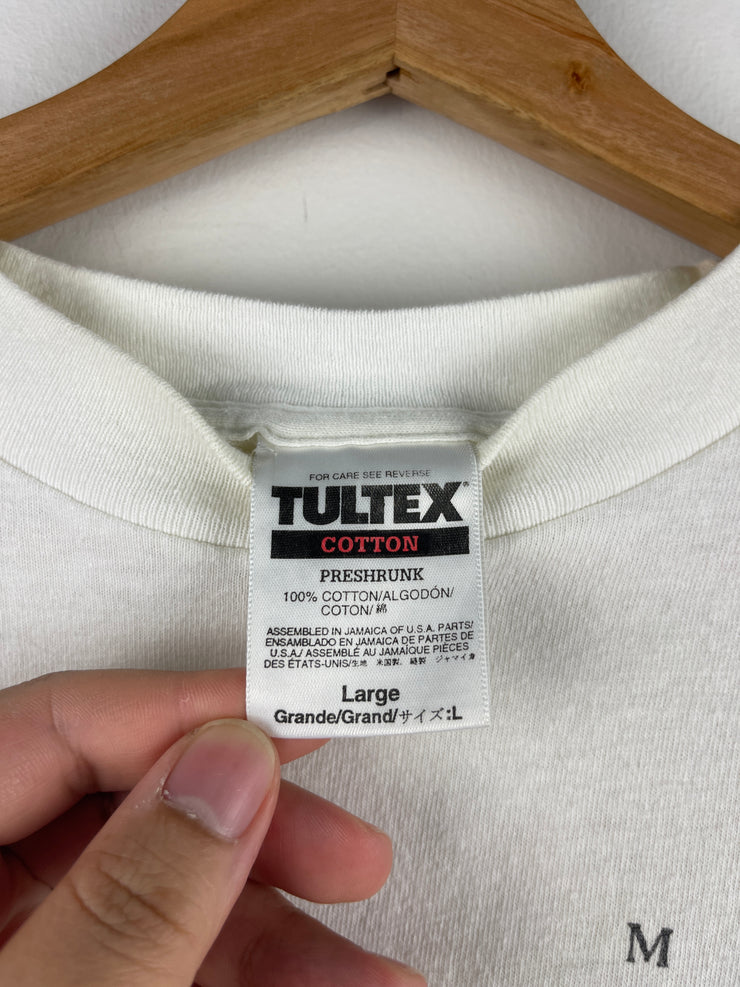 FOR CARE SEE REVERSE
TULTEX®
COTTON
PRESHRUNK
100% COTTON/ALGODÓN/
COTON/綿
ASSEMBLED IN JAMAICA OF U.S.A. PARTS/
ENSAMBLADO EN JAMAICA DE PARTES DE
U.S.A./ ASSEMBLÉ AU JAMAÏQUE PIÈCES
DES ÉTATS-UNIS/生地 米国製. 縫製 ジャマイカ
Large
Grande/Grand/サイズ:L
M